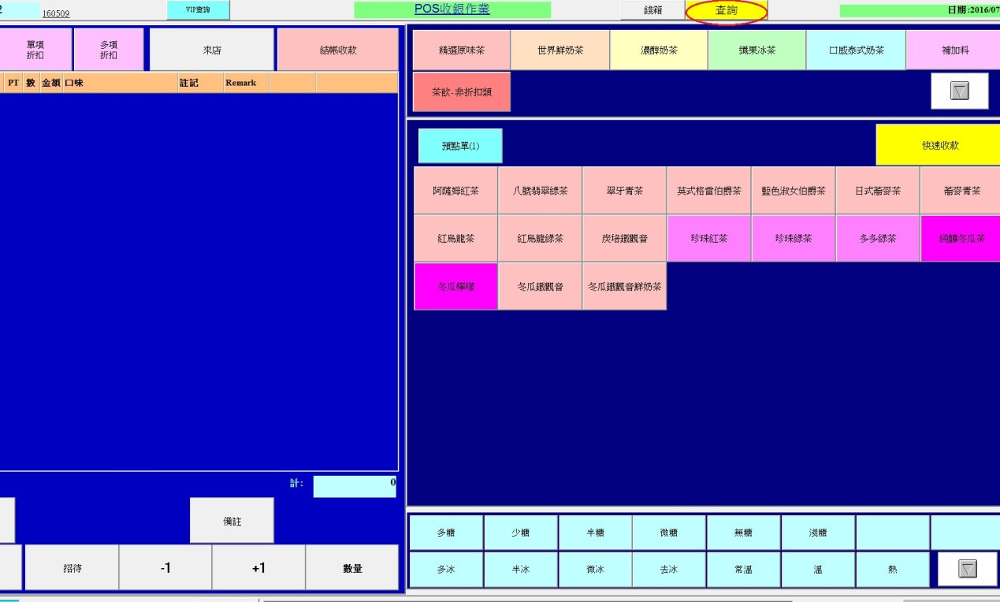 2
160509
VIP查詢
POS收銀作業
錢箱
查詢
日期:2016/07
單項
折扣
多項
折扣
來店
結帳收款
PT 數 金額 口味 註記 Remark
精選原味茶
世界鮮奶茶
濃醇奶茶
纖果冰茶
口感泰式奶茶
補加料
茶飲-非折扣類
預點單(1)
快速收款
阿薩姆紅茶
八號翡翠綠茶
翠牙青茶
英式格雷伯爵茶
藍色淑女伯爵茶
日式蕎麥茶
蕎麥青茶
紅烏龍茶
紅烏龍綠茶
炭培鐵觀音
珍珠紅茶
珍珠綠茶
多多綠茶
純釀冬瓜茶
冬瓜檸檬
冬瓜鐵觀音
冬瓜鐵觀音鮮奶茶
計: 0
備註
招待
-1
+1
數量
多糖
少糖
半糖
微糖
無糖
淺糖
多冰
半冰
微冰
去冰
常溫
溫
熱